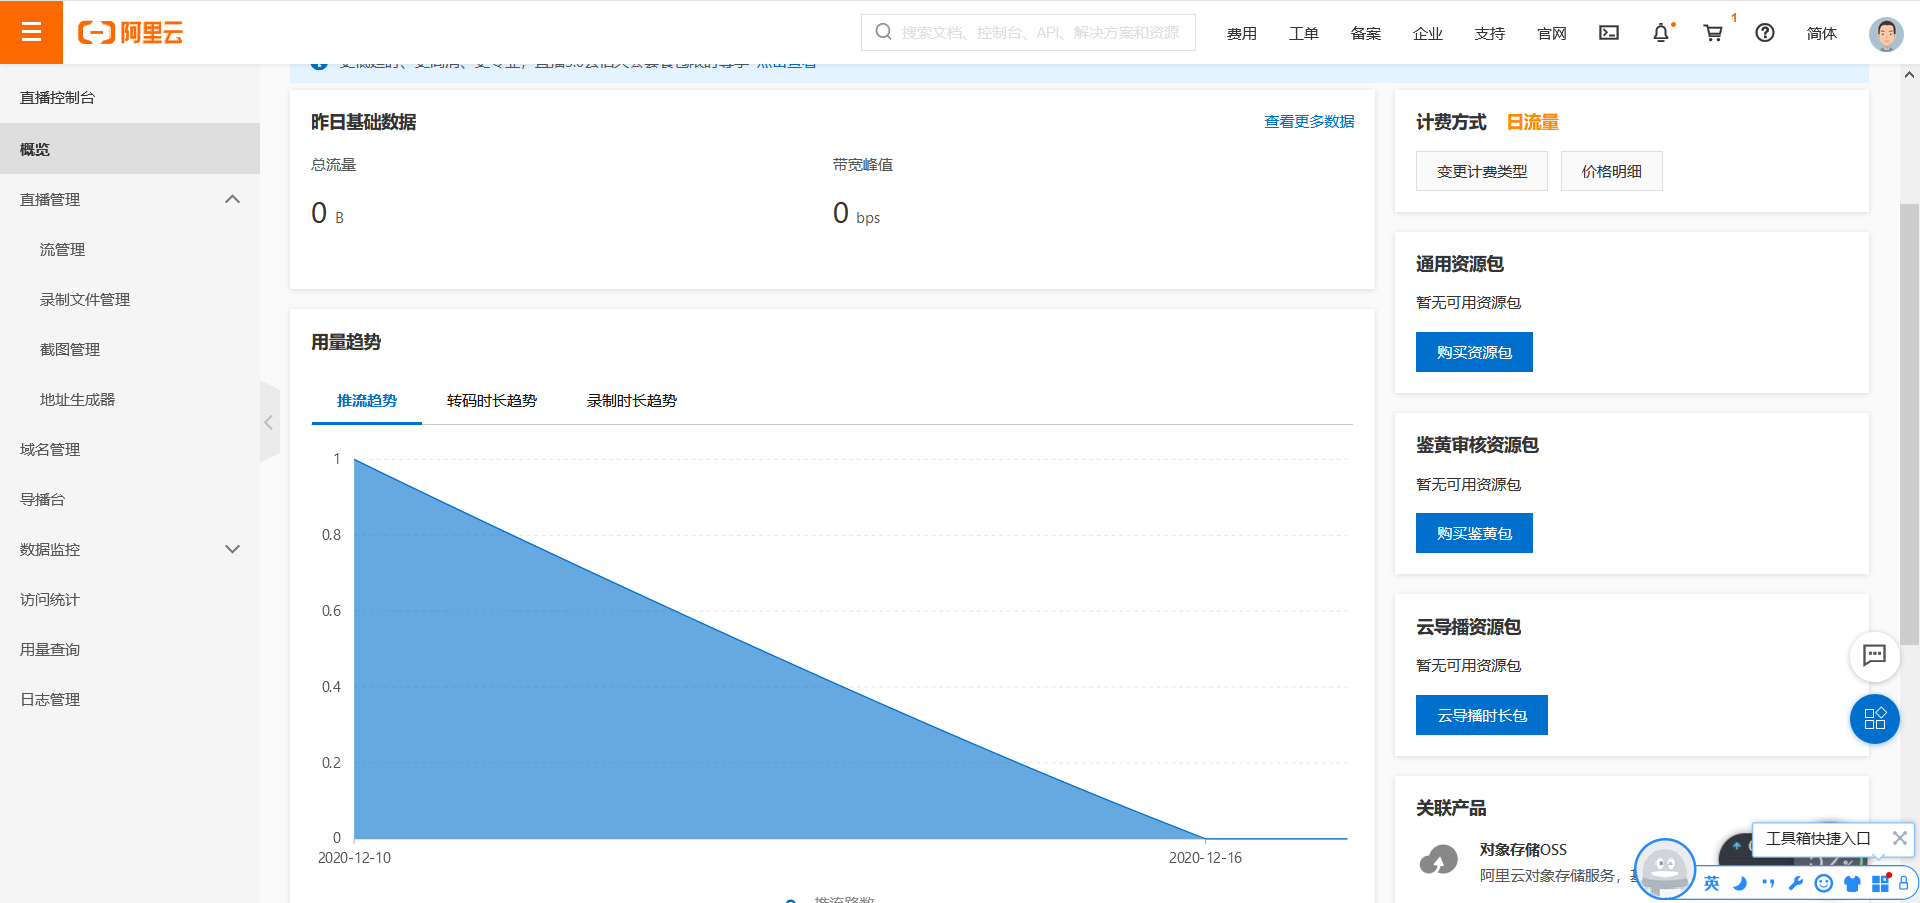 阿里云
搜索文档、控制台、API、解决方案和资源
费用
工单
备案
企业
支持
官网
1
简体
点击查看
直播控制台
概览
直播管理
流管理
录制文件管理
截图管理
地址生成器
域名管理
导播台
数据监控
访问统计
用量查询
日志管理
昨日基础数据
查看更多数据
总流量
带宽峰值
0 B
0 bps
用量趋势
推流趋势
转码时长趋势
录制时长趋势
1
0.8
0.6
0.4
0.2
0
2020-12-10
2020-12-16
推流路数
计费方式 日流量
变更计费类型
价格明细
通用资源包
暂无可用资源包
购买资源包
鉴黄审核资源包
暂无可用资源包
购买鉴黄包
云导播资源包
暂无可用资源包
云导播时长包
关联产品
对象存储OSS
阿里云对象存储服务，
工具箱快捷入口
英